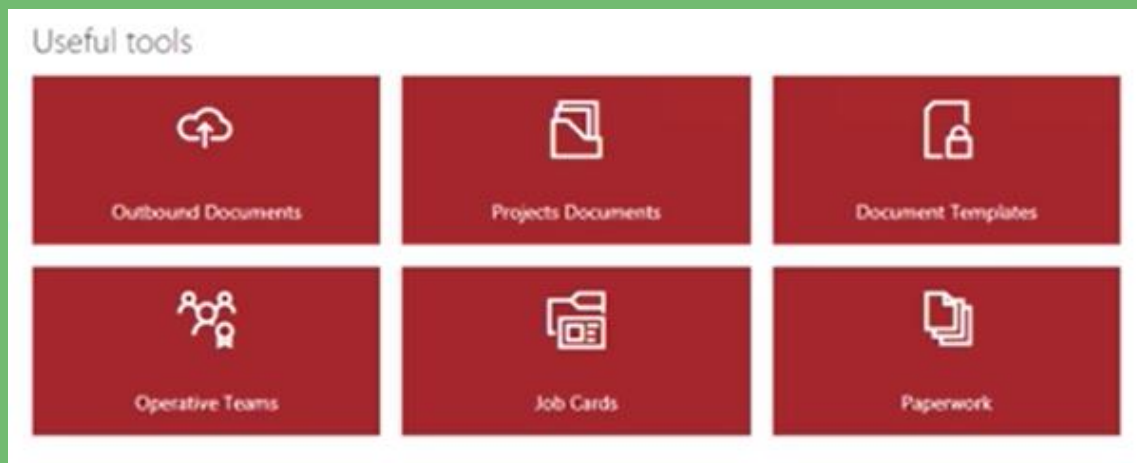 Useful tools
Outbound Documents
Projects Documents
Document Templates
Operative Teams
Job Cards
Paperwork